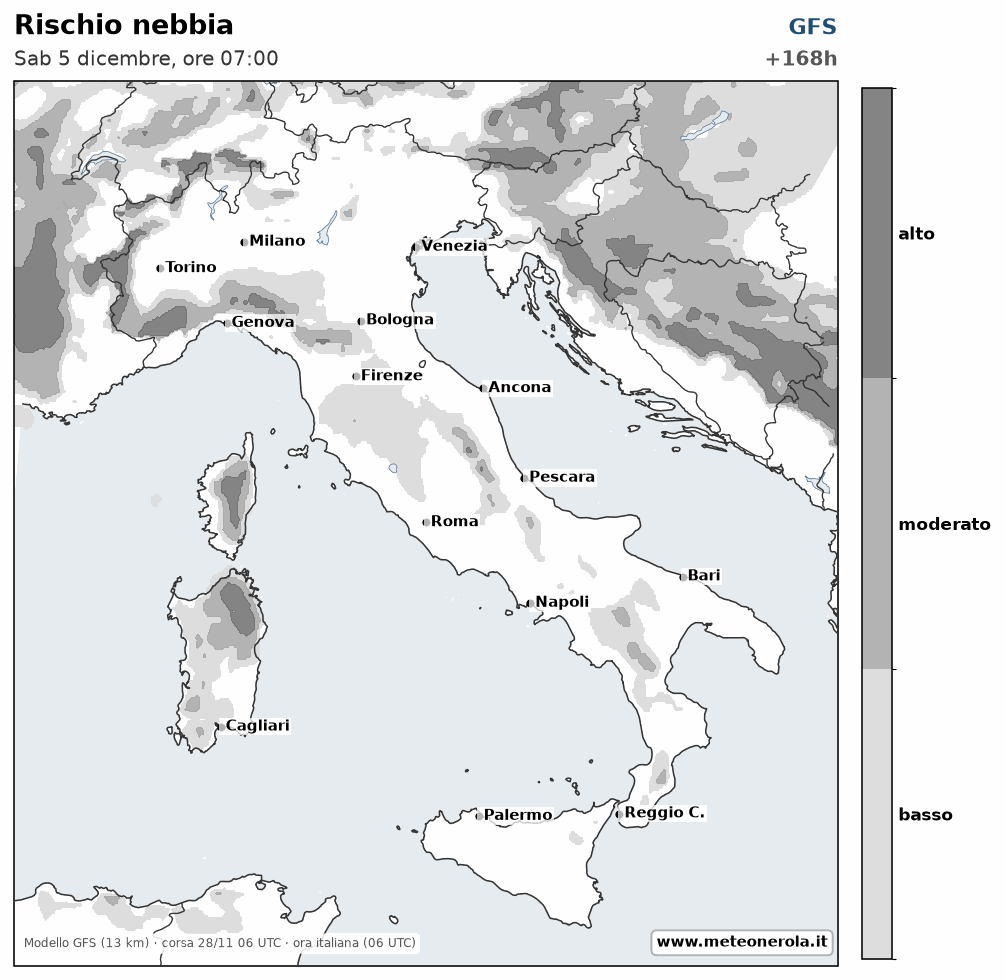 Rischio nebbia
GFS
Sab 5 dicembre, ore 07:00
+168h
alto
Milano
Venezia
Torino
Genova
Bologna
Firenze
Ancona
Pescara
Roma
moderato
Bari
Napoli
Cagliari
Palermo
Reggio C.
basso
Modello GFS (13 km) · corsa 28/11 06 UTC · ora italiana (06 UTC)
www.meteonerola.it